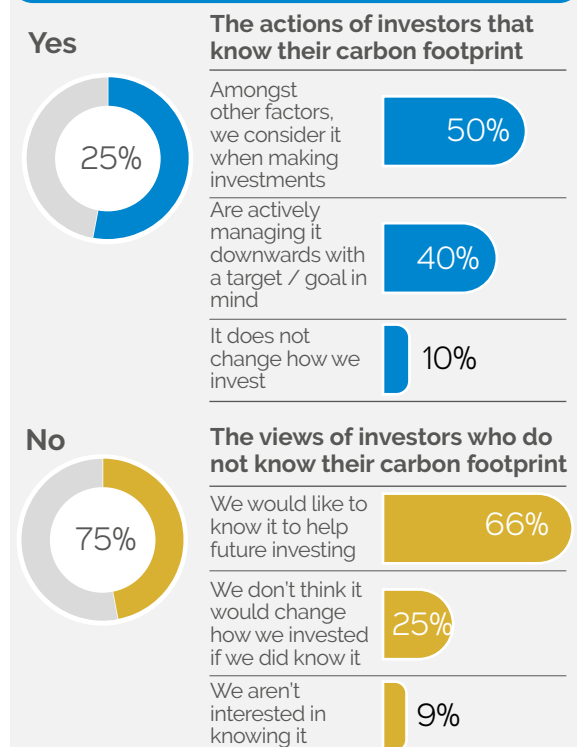 Yes
25%
The actions of investors that
know their carbon footprint
Amongst
other factors,
we consider it
when making
investments
50%
Are actively
managing it
downwards with
a target / goal in
mind
40%
It does not
change how we
invest
10%
No
75%
The views of investors who do
not know their carbon footprint
We would like to
know it to help
future investing
66%
We don't think it
would change
how we invested
if we did know it
25%
We aren't
interested in
knowing it
9%